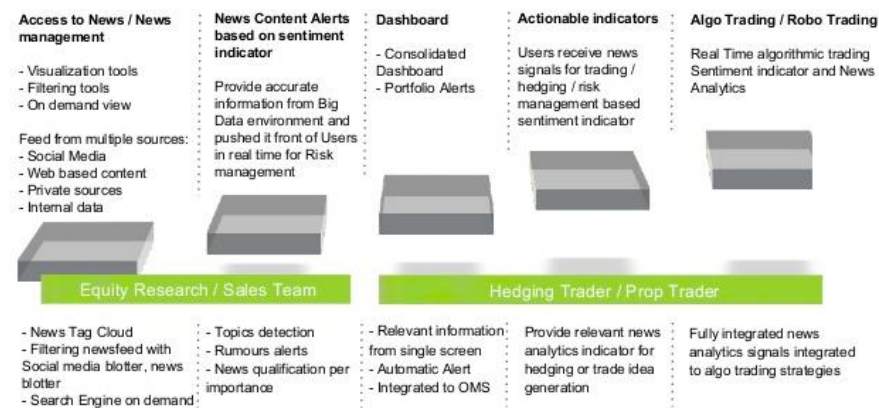 Access to News / News
management
- Visualization tools
- Filtering tools
- On demand view
Feed from multiple sources:
- Social Media
- Web based content
- Private sources
- Internal data
News Content Alerts
based on sentiment
indicator
Provide accurate
information from Big
Data environment and
pushed it front of Users
in real time for Risk
management
Dashboard
- Consolidated
Dashboard
- Portfolio Alerts
Actionable indicators
Users receive news
signals for trading /
hedging / risk
management based
sentiment indicator
Algo Trading / Robo Trading
Real Time algorithmic trading
Sentiment indicator and News
Analytics
Equity Research / Sales Team
Hedging Trader / Prop Trader
- News Tag Cloud
- Filtering newsfeed with
Social media blotter, news
blotter
- Search Engine on demand
- Topics detection
- Rumours alerts
- News qualification per
importance
- Relevant information
from single screen
- Automatic Alert
- Integrated to OMS
Provide relevant news
analytics indicator for
hedging or trade idea
generation
Fully integrated news
analytics signals integrated
to algo trading strategies